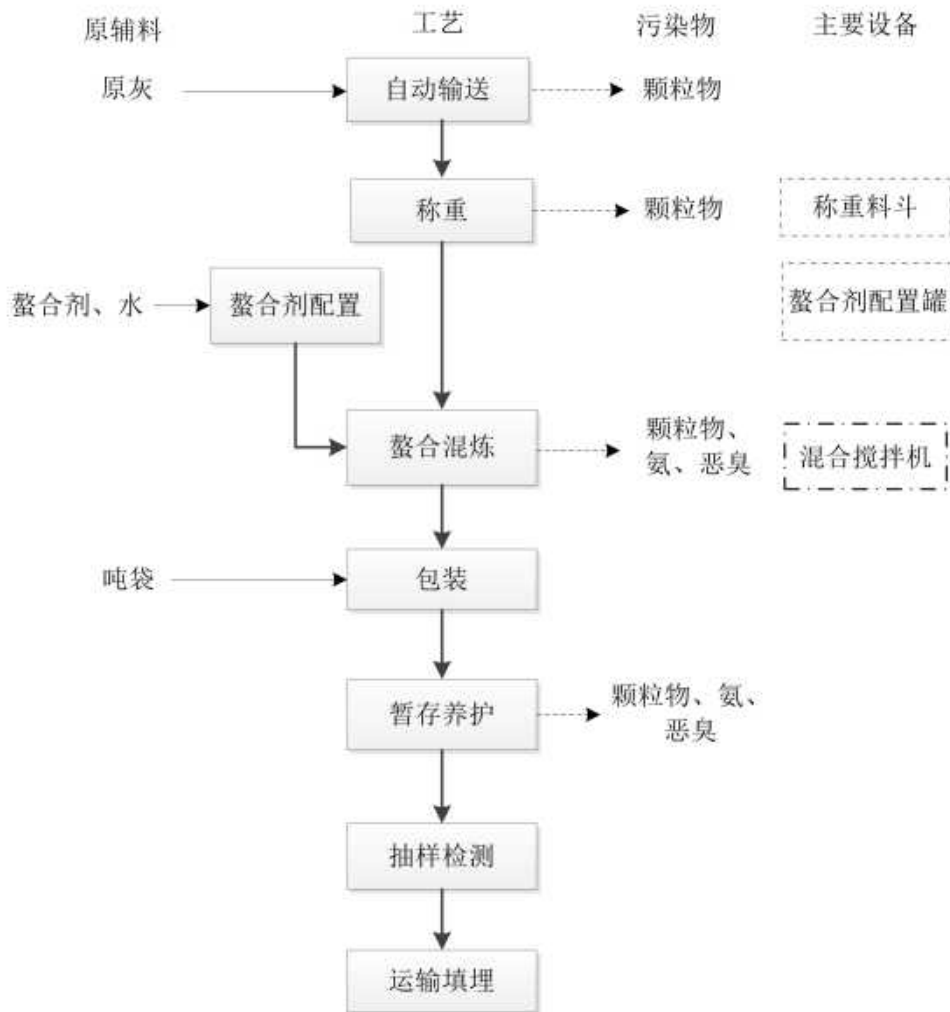 原辅料
工艺
污染物
主要设备
原灰
自动输送
颗粒物
称重
颗粒物
称重料斗
螯合剂、水
螯合剂配置
螯合剂配置罐
螯合混炼
颗粒物、
氨、恶臭
混合搅拌机
吨袋
包装
暂存养护
颗粒物、氨、
恶臭
抽样检测
运输填埋